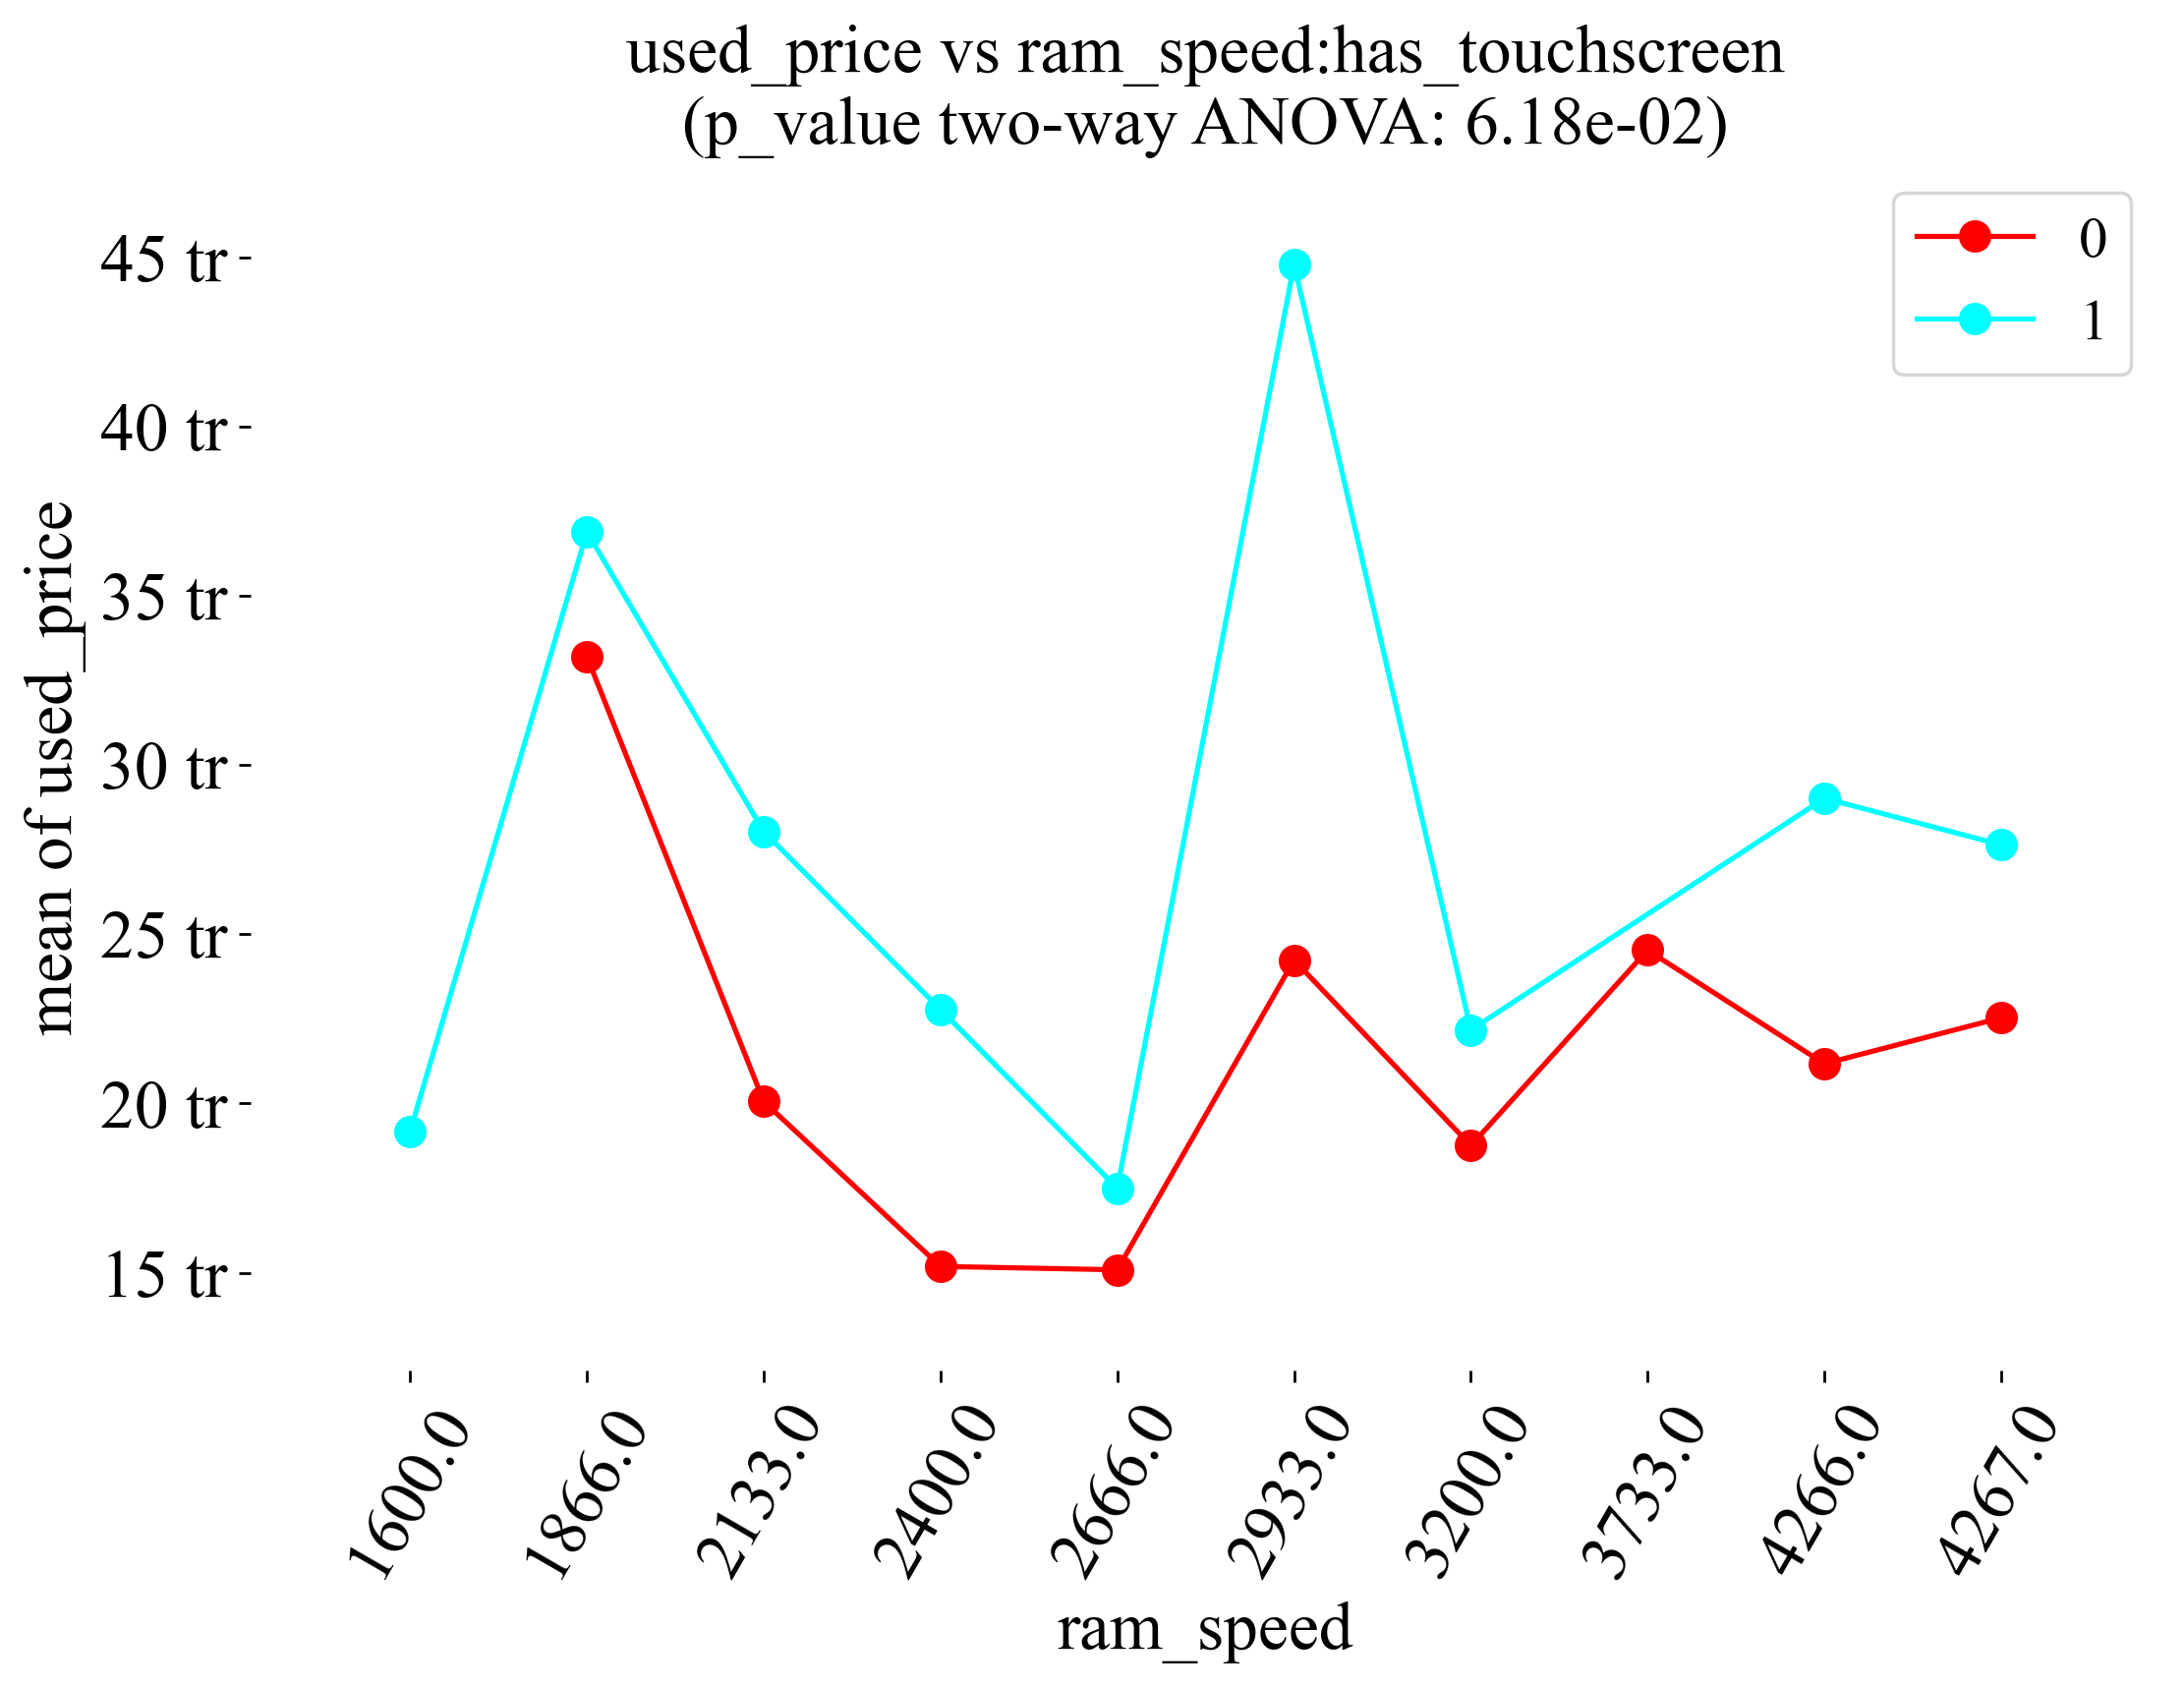 used_price vs ram_speed:has_touchscreen
(p_value two-way ANOVA: 6.18e-02)
0
1
45 tr
40 tr
35 tr
30 tr
25 tr
20 tr
15 tr
mean of used_price
1600.0
1866.0
2133.0
2400.0
2666.0
2933.0
3200.0
3733.0
4266.0
4267.0
ram_speed